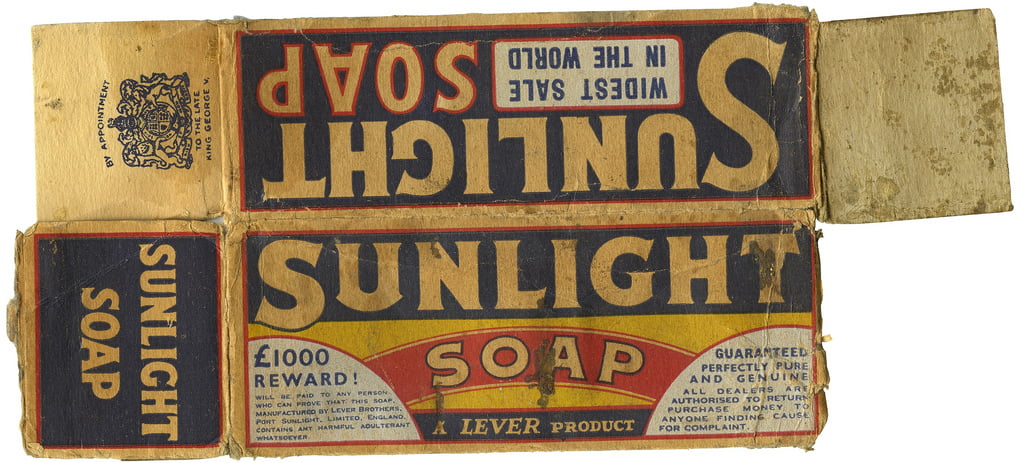 BY APPOINTMENT
TO THE LATE
KING GEORGE V.
SUNLIGHT
SOAP
WIDEST SALE
IN THE WORLD
SUNLIGHT
SOAP
SUNLIGHT
SOAP
£1000
REWARD!
WILL BE PAID TO ANY PERSON
WHO CAN PROVE THAT THIS SOAP,
MANUFACTURED BY LEVER BROTHERS,
PORT SUNLIGHT, LIMITED, ENGLAND,
CONTAINS ANY HARMFUL ADULTERANT
WHATSOEVER
A LEVER PRODUCT
GUARANTEED
PERFECTLY PURE
AND GENUINE
ALL DEALERS ARE
AUTHORISED TO RETURN
PURCHASE MONEY TO
ANYONE FINDING CAUSE
FOR COMPLAINT.